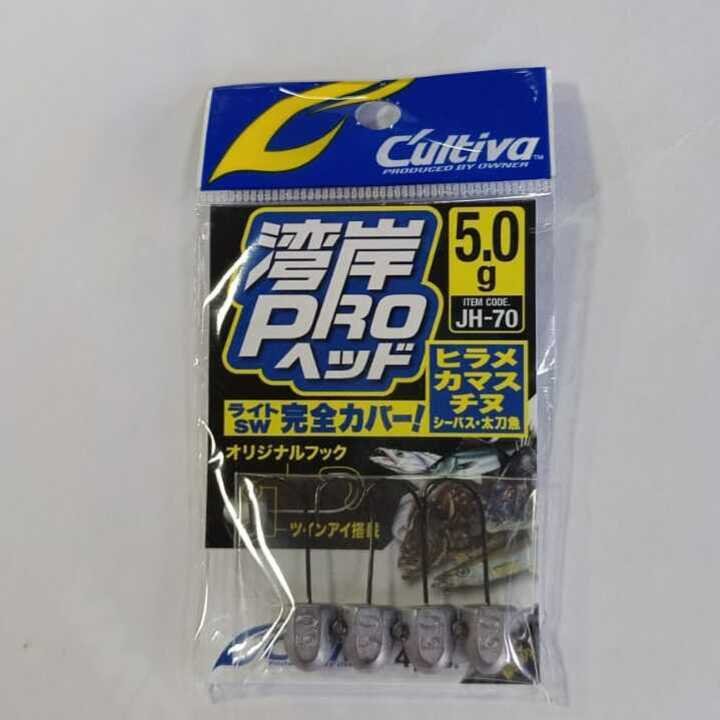 C'ultiva™
PRODUCED BY OWNER
湾岸
PRO
ヘッド
5.0
g
ITEM CODE.
JH-70
ヒラメ
カマス
チヌ
シーバス・太刀魚
ライト
SW
完全カバー!
オリジナルフック
ツインアイ搭載